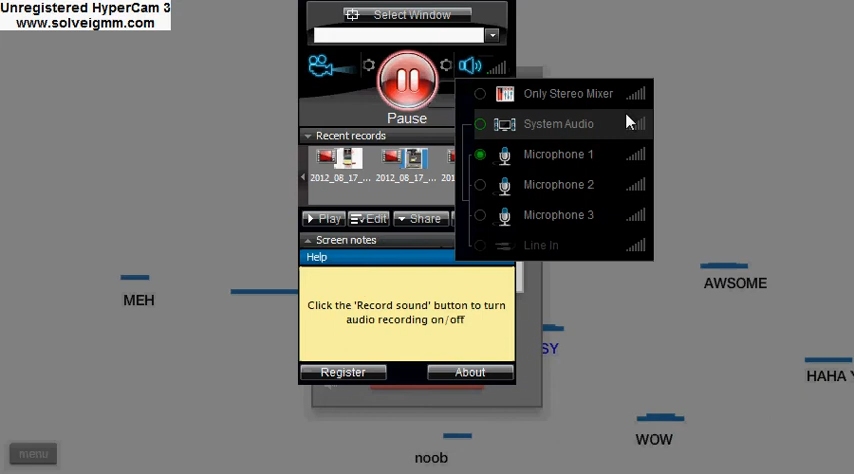 Unregistered HyperCam 3
www.solveigmm.com
Select Window
Pause
Only Stereo Mixer
System Audio
Microphone 1
Microphone 2
Microphone 3
Line In
Recent records
2012_08_17_...
2012_08_17_...
Play
Edit
Share
Screen notes
Help
Click the 'Record sound' button to turn
audio recording on/off
Register
About
MEH
AWSOME
SY
HAHA Y
WOW
noob
menu